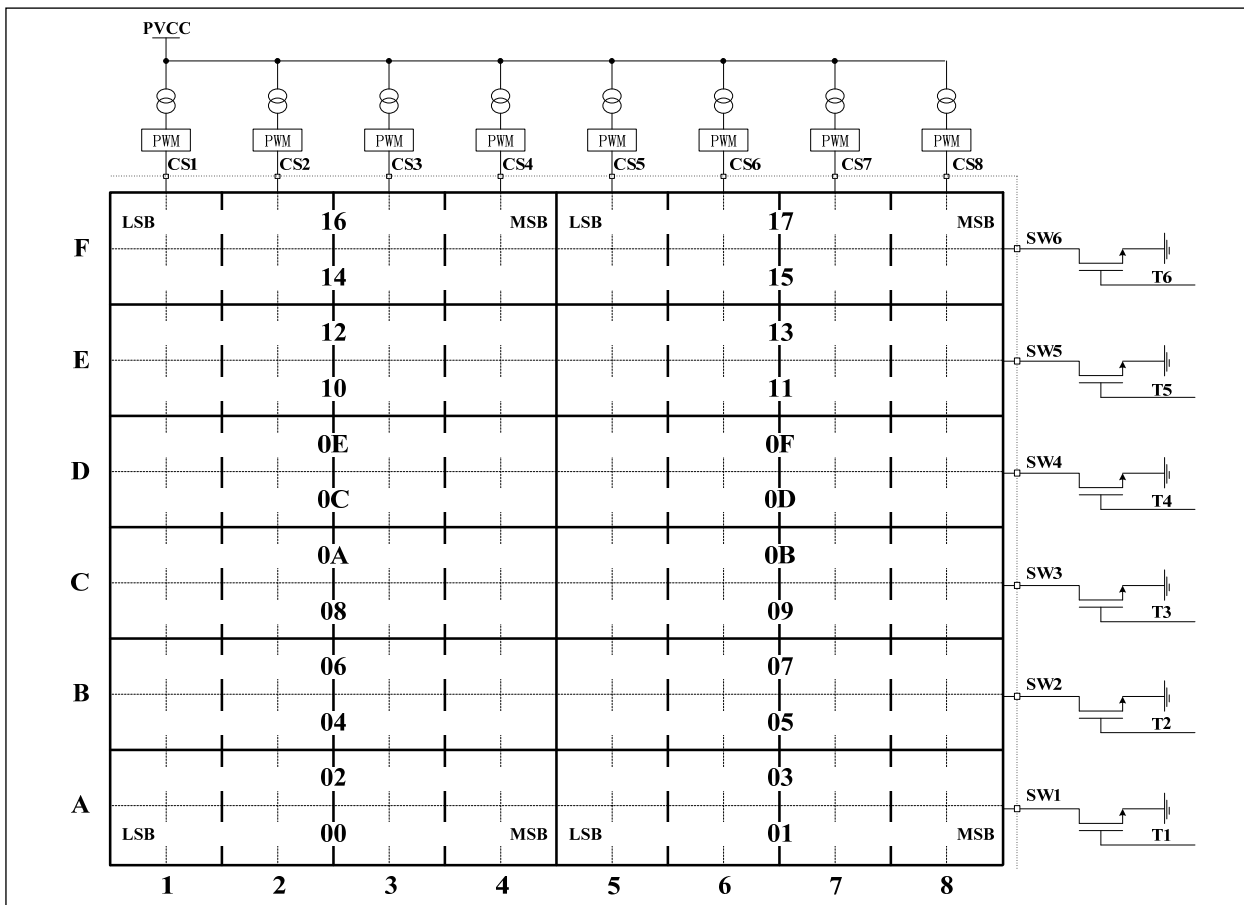 PVCC
PWM PWM PWM PWM PWM PWM PWM PWM
CS1 CS2 CS3 CS4 CS5 CS6 CS7 CS8
LSB 16 MSB LSB 17 MSB
F SW6
14 15 T6
12 13
E SW5
10 11 T5
0E 0F
D SW4
0C 0D T4
0A 0B
C SW3
08 09 T3
06 07
B SW2
04 05 T2
02 03
A SW1
LSB 00 MSB LSB 01 MSB T1
1 2 3 4 5 6 7 8